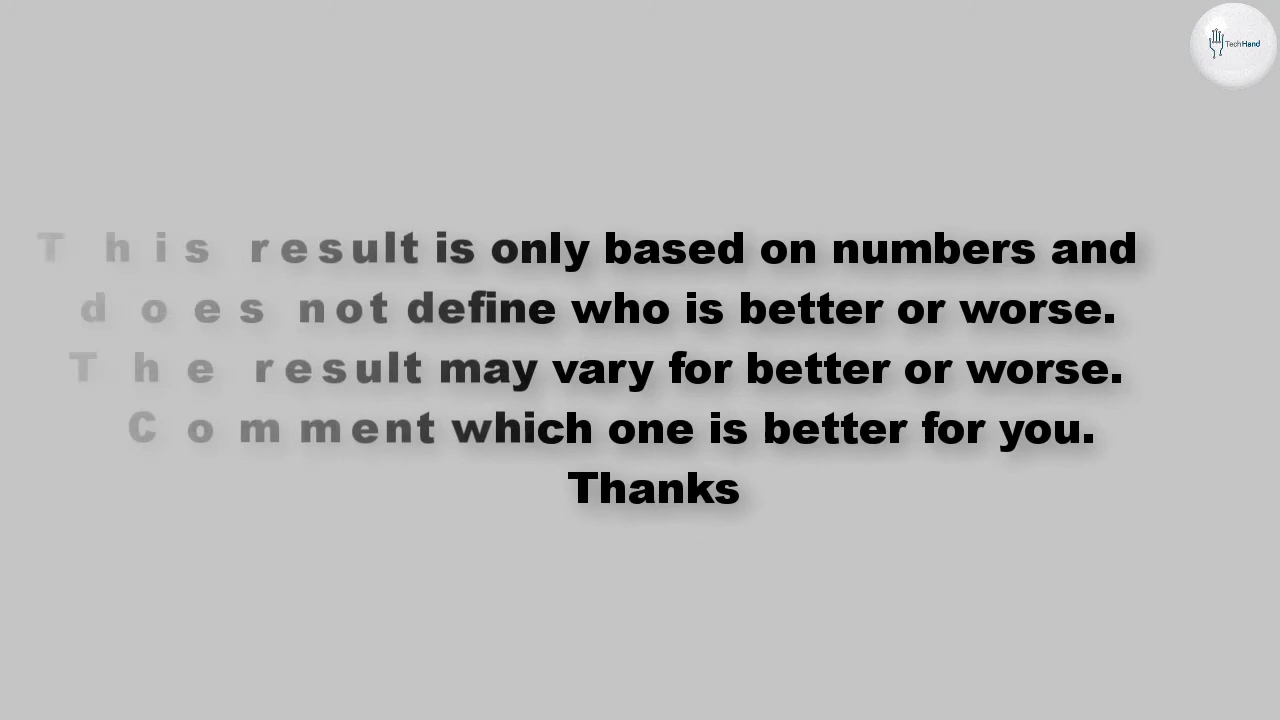 TechHand
This result is only based on numbers and
does not define who is better or worse.
The result may vary for better or worse.
Comment which one is better for you.
Thanks